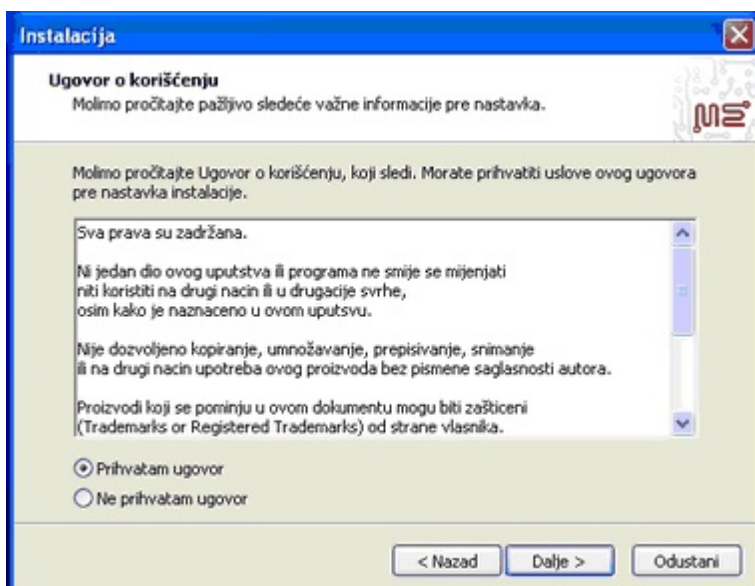 Instalacija
Ugovor o korišćenju
Molimo pročitajte pažljivo sledeće važne informacije pre nastavka.
ME
Molimo pročitajte Ugovor o korišćenju, koji sledi. Morate prihvatiti uslove ovog ugovora
pre nastavka instalacije.
Sva prava su zadržana.
Ni jedan dio ovog uputstva ili programa ne smije se mijenjati
niti koristiti na drugi nacin ili u drugacije svrhe,
osim kako je naznaceno u ovom uputsvu.
Nije dozvoljeno kopiranje, umnožavanje, prepisivanje, snimanje
ili na drugi nacin upotreba ovog proizvoda bez pismene saglasnosti autora.
Proizvodi koji se pominju u ovom dokumentu mogu biti zašticeni
(Trademarks or Registered Trademarks) od strane vlasnika.
Prihvatam ugovor
Ne prihvatam ugovor
< Nazad Dalje > Odustani